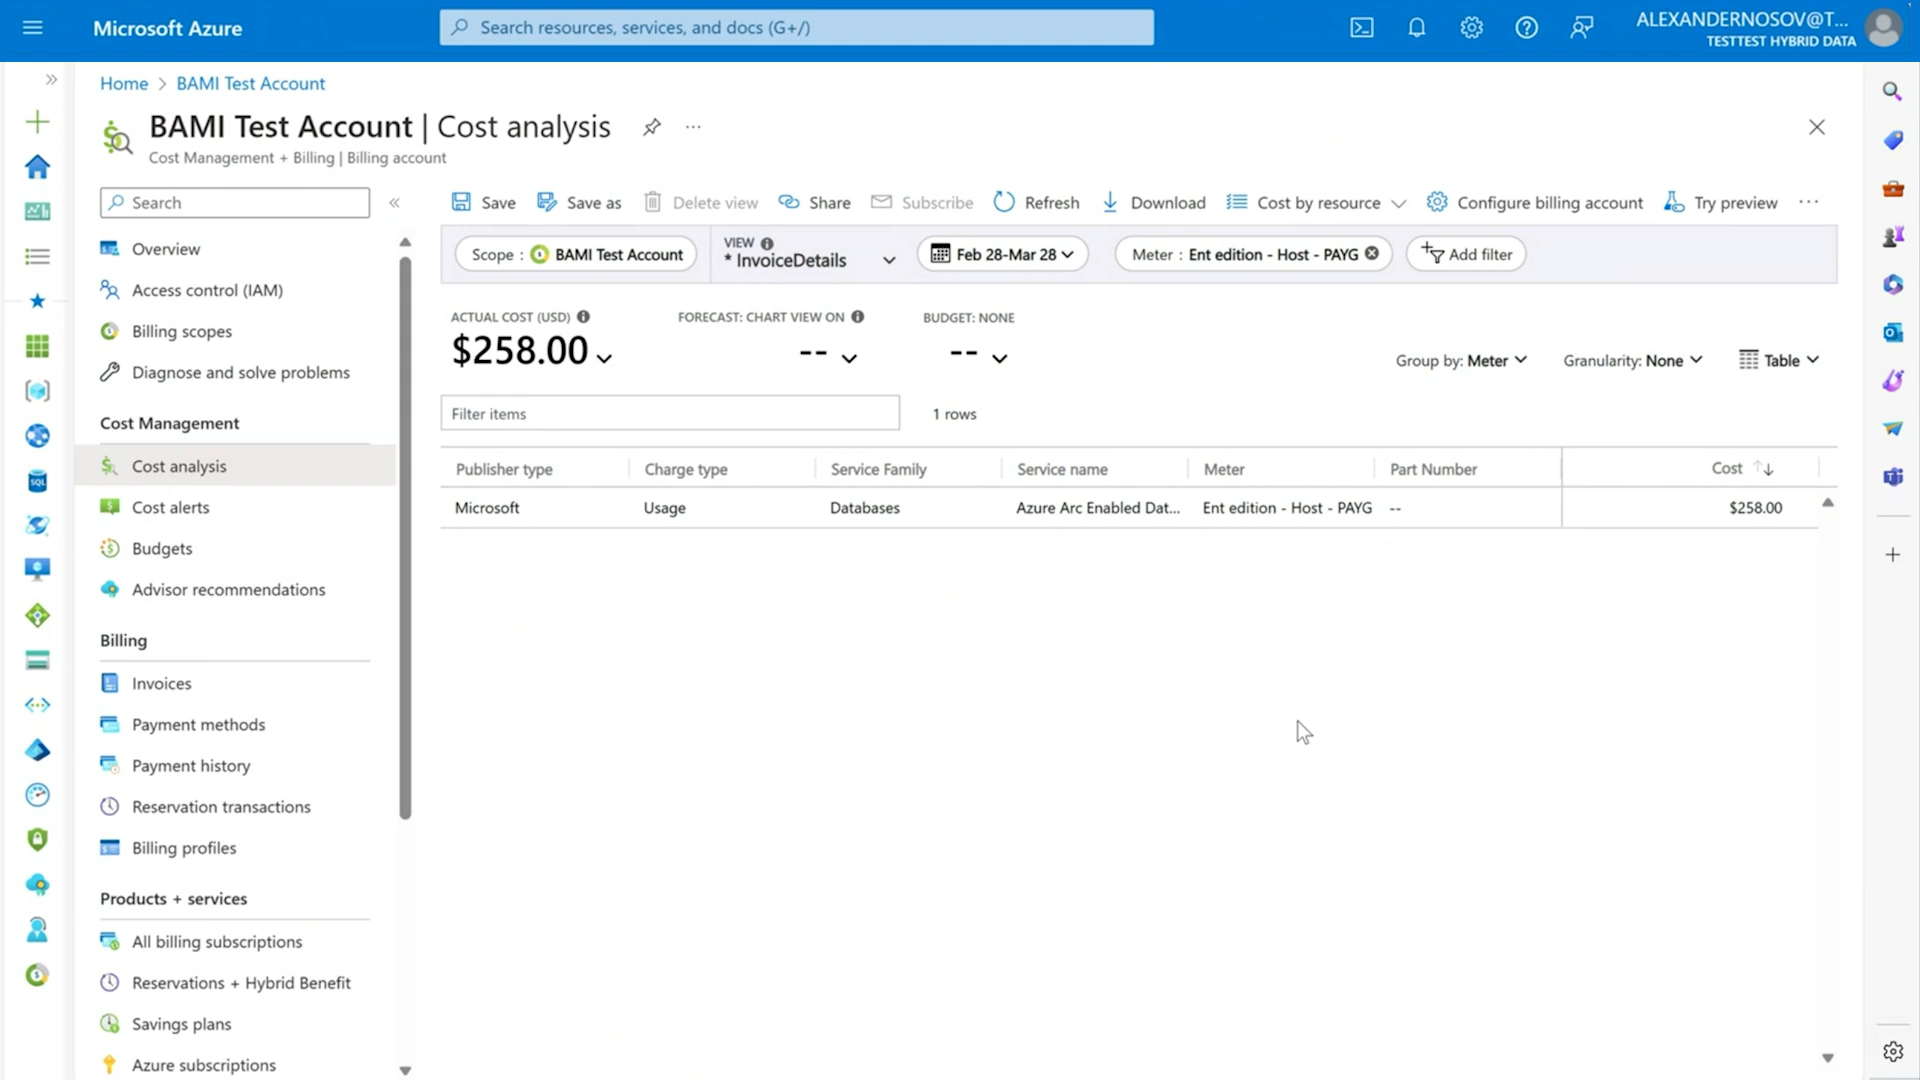 Microsoft Azure
Search resources, services, and docs (G+/)
ALEXANDERNOSOV@T...
TESTTEST HYBRID DATA
Home > BAMI Test Account
BAMI Test Account | Cost analysis
Cost Management + Billing | Billing account
Search
Save
Save as
Delete view
Share
Subscribe
Refresh
Download
Cost by resource
Configure billing account
Try preview
Overview
Access control (IAM)
Billing scopes
Diagnose and solve problems
Cost Management
Cost analysis
Cost alerts
Budgets
Advisor recommendations
Billing
Invoices
Payment methods
Payment history
Reservation transactions
Billing profiles
Products + services
All billing subscriptions
Reservations + Hybrid Benefit
Savings plans
Azure subscriptions
Scope : BAMI Test Account
VIEW
* InvoiceDetails
Feb 28-Mar 28
Meter : Ent edition - Host - PAYG
Add filter
ACTUAL COST (USD)
$258.00
FORECAST: CHART VIEW ON
--
BUDGET: NONE
--
Group by: Meter
Granularity: None
Table
Filter items
1 rows
Publisher type Charge type Service Family Service name Meter Part Number Cost
Microsoft Usage Databases Azure Arc Enabled Dat... Ent edition - Host - PAYG -- $258.00